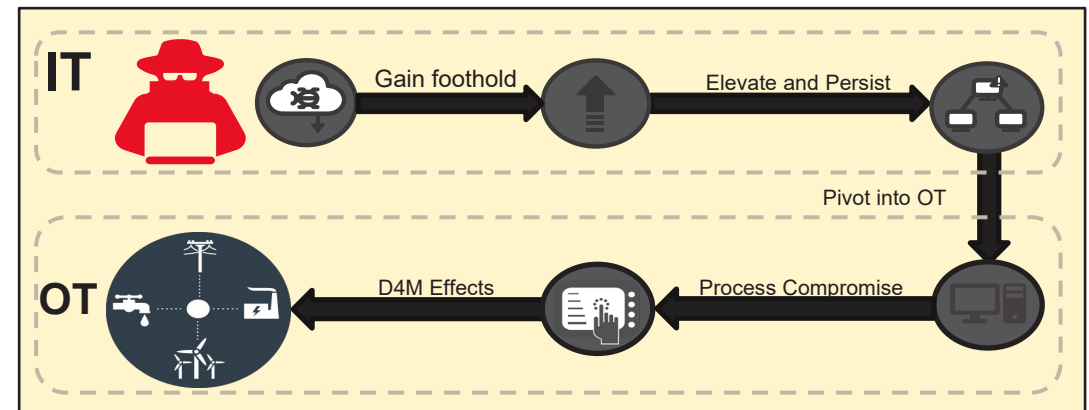 IT
Gain foothold
Elevate and Persist
Pivot into OT
OT
D4M Effects
Process Compromise